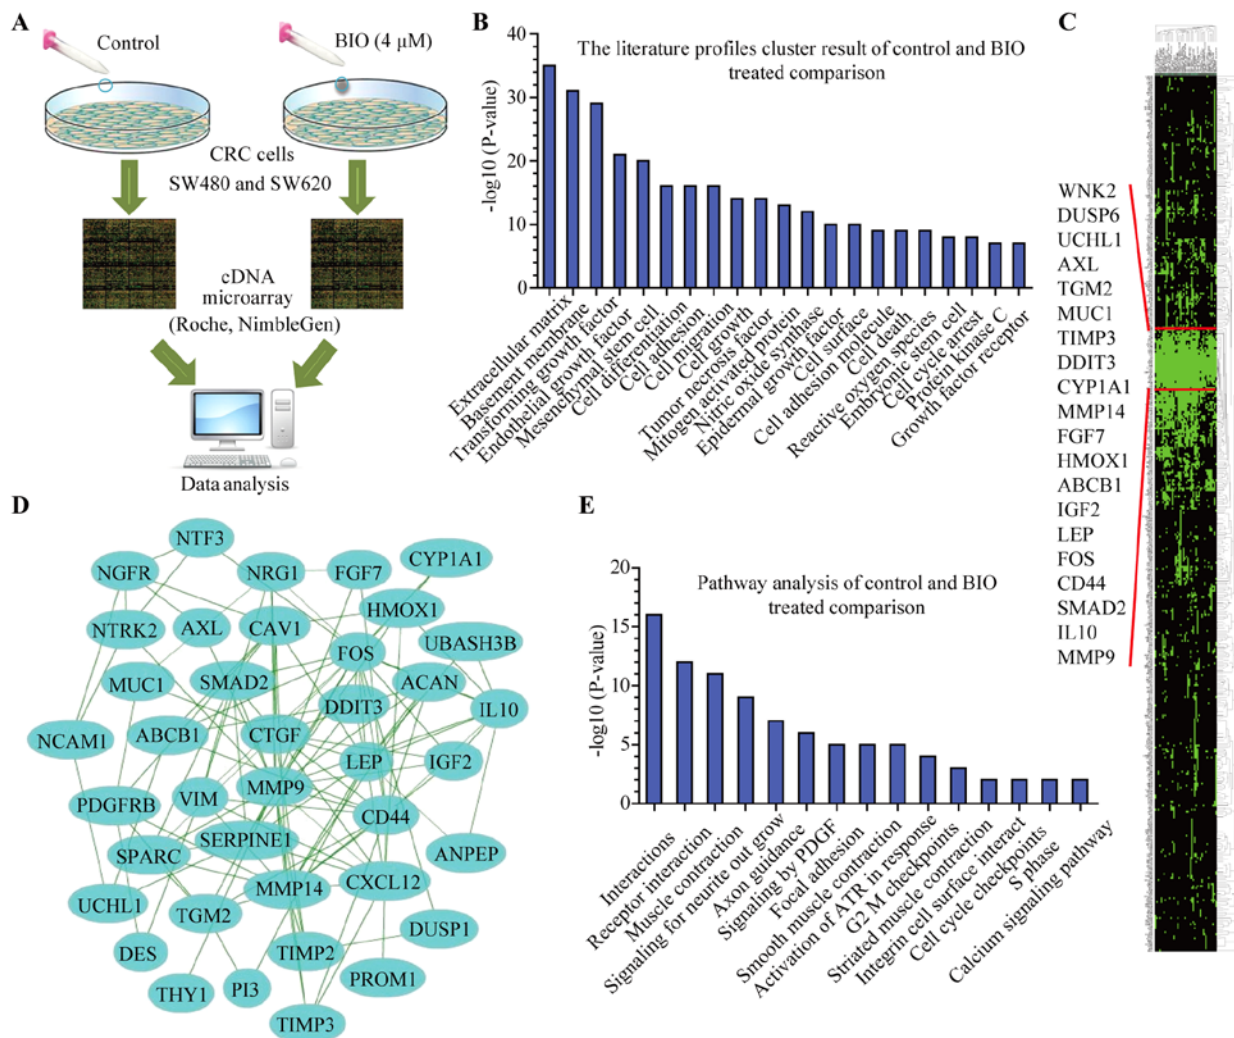 A
Control
BIO (4 μM)
CRC cells
SW480 and SW620
cDNA
microarray
(Roche, NimbleGen)
Data analysis
B
The literature profiles cluster result of control and BIO
treated comparison
-log10 (P-value)
40
30
20
10
0
Extracellular matrix
Basement membrane
Transforming growth factor
Endothelial growth factor
Mesenchymal stem cell
Cell differentiation
Cell adhesion
Cell migration
Cell growth
Tumor necrosis factor
Mitogen activated protein
Nitric oxide synthase
Epidermal growth factor
Cell surface
Cell adhesion molecule
Cell death
Reactive oxygen species
Embryonic stem cell
Cell cycle arrest
Protein kinase C
Growth factor receptor
C
WNK2
DUSP6
UCHL1
AXL
TGM2
MUC1
TIMP3
DDIT3
CYP1A1
MMP14
FGF7
HMOX1
ABCB1
IGF2
LEP
FOS
CD44
SMAD2
IL10
MMP9
D
NTF3
NGFR
NRG1
FGF7
CYP1A1
HMOX1
NTRK2
AXL
CAV1
FOS
UBASH3B
MUC1
SMAD2
DDIT3
ACAN
IL10
NCAM1
ABCB1
CTGF
LEP
IGF2
PDGFRB
VIM
MMP9
CD44
SPARC
SERPINE1
ANPEP
UCHL1
TGM2
MMP14
CXCL12
DUSP1
DES
TIMP2
PROM1
THY1
PI3
TIMP3
E
Pathway analysis of control and BIO
treated comparison
-log10 (P-value)
20
15
10
5
0
Interactions
Receptor interaction
Muscle contraction
Signaling for neurite out grow
Axon guidance
Signaling by PDGF
Focal adhesion
Smooth muscle contraction
Activation of ATR in response
G2 M checkpoints
Striated muscle contraction
Integrin cell surface interact
Cell cycle checkpoints
S phase
Calcium signaling pathway